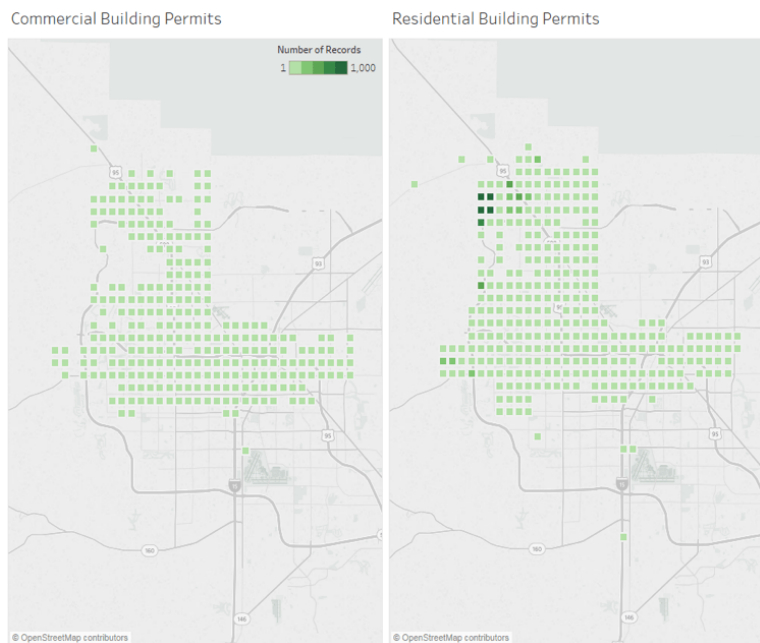 Commercial Building Permits
Residential Building Permits
Number of Records
1 1,000
95
95
93
93
95
95
15
160
160
146
146
© OpenStreetMap contributors
© OpenStreetMap contributors